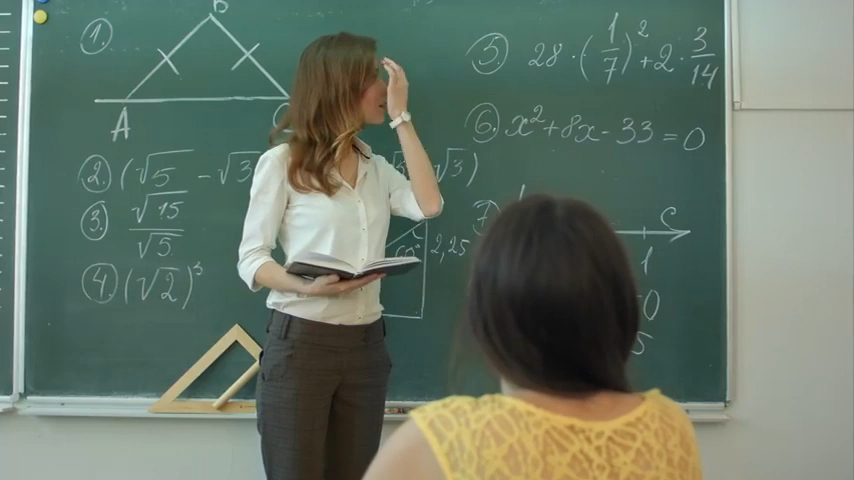 1
B
A
2. (√5 - √3
√3)
3. √15
√5
4. (√2)³
2,25
5. 28 · (1/7)² + 2 · 3/14
6. x² + 8x - 33 = 0
7
C
1
0
5